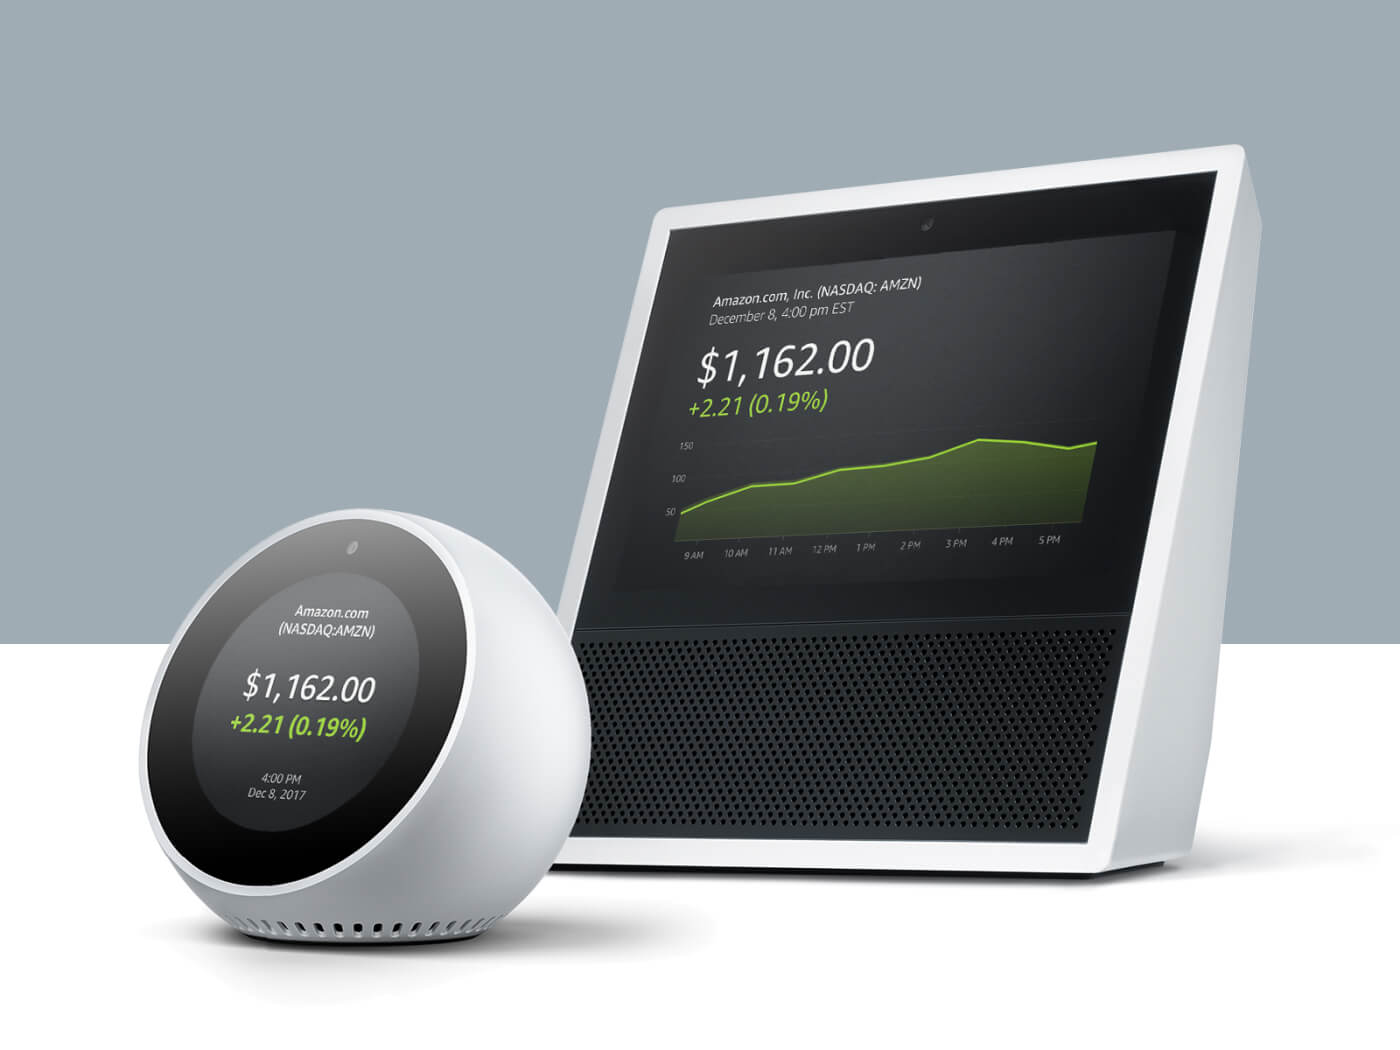 Amazon.com, Inc. (NASDAQ: AMZN)
December 8, 4:00 pm EST
$1,162.00
+2.21 (0.19%)
150
100
50
9 AM 10 AM 11 AM 12 PM 1 PM 2 PM 3 PM 4 PM 5 PM
Amazon.com
(NASDAQ:AMZN)
$1,162.00
+2.21 (0.19%)
4:00 PM
Dec 8, 2017